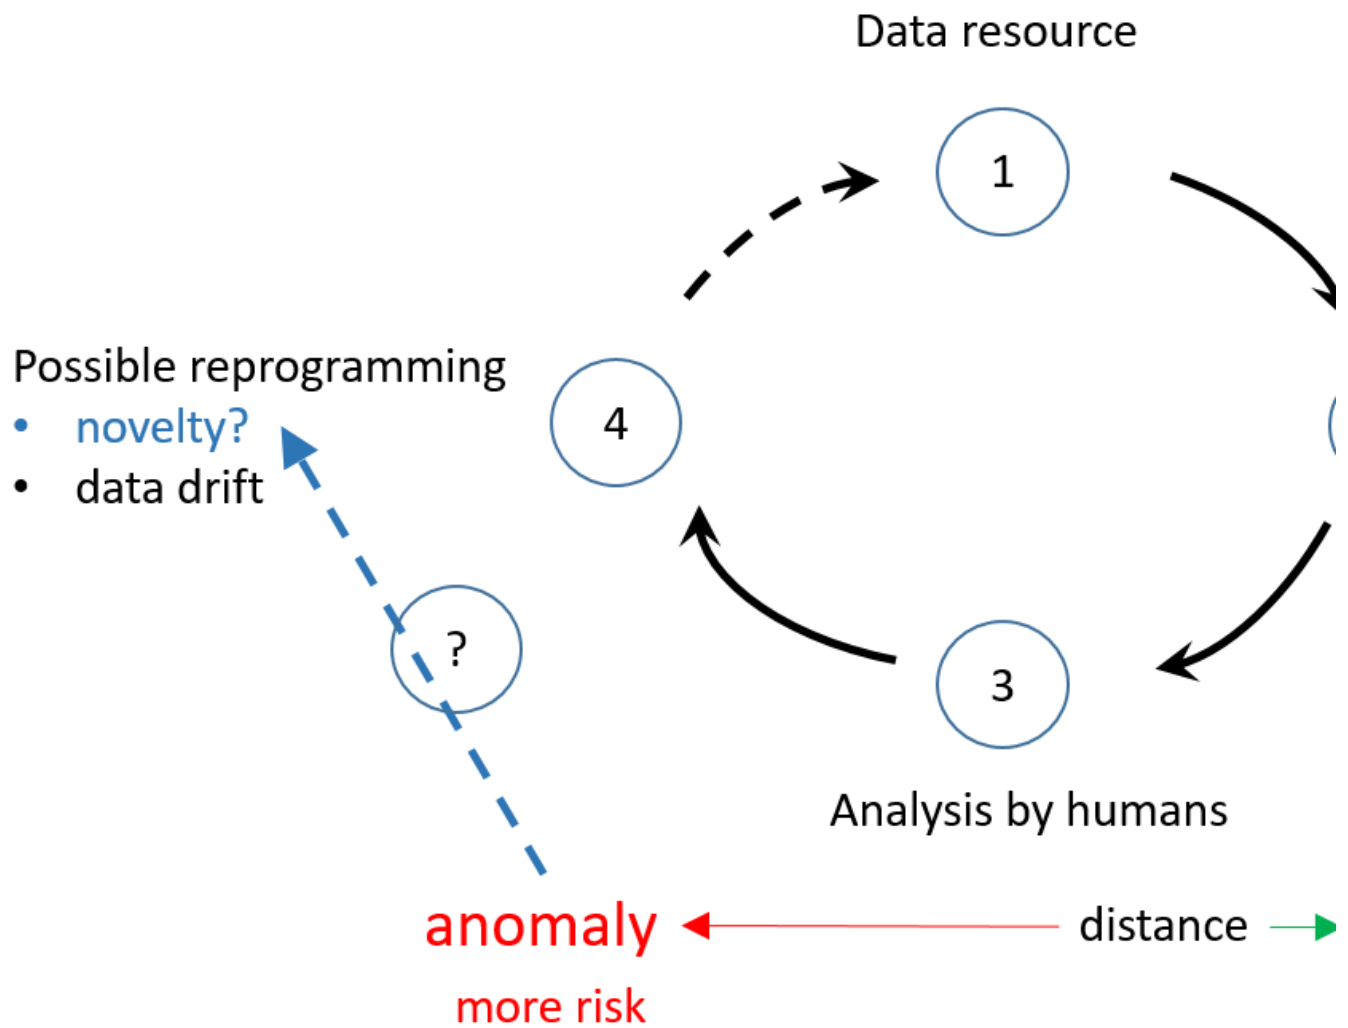 Data resource
1
Possible reprogramming
• novelty?
• data drift
4
?
3
Analysis by humans
anomaly
distance
more risk